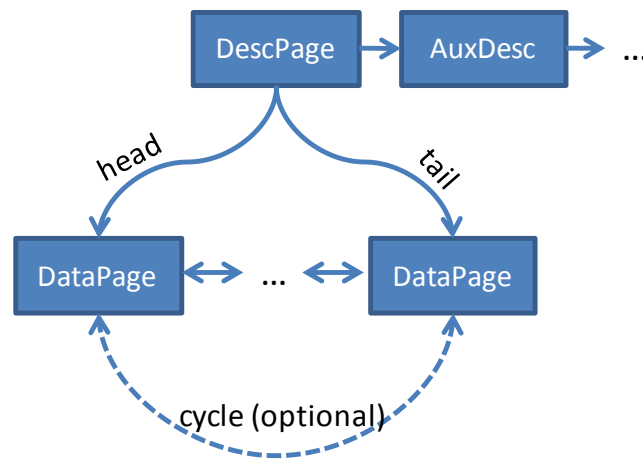 DescPage
AuxDesc
...
head
tail
DataPage
...
DataPage
cycle (optional)